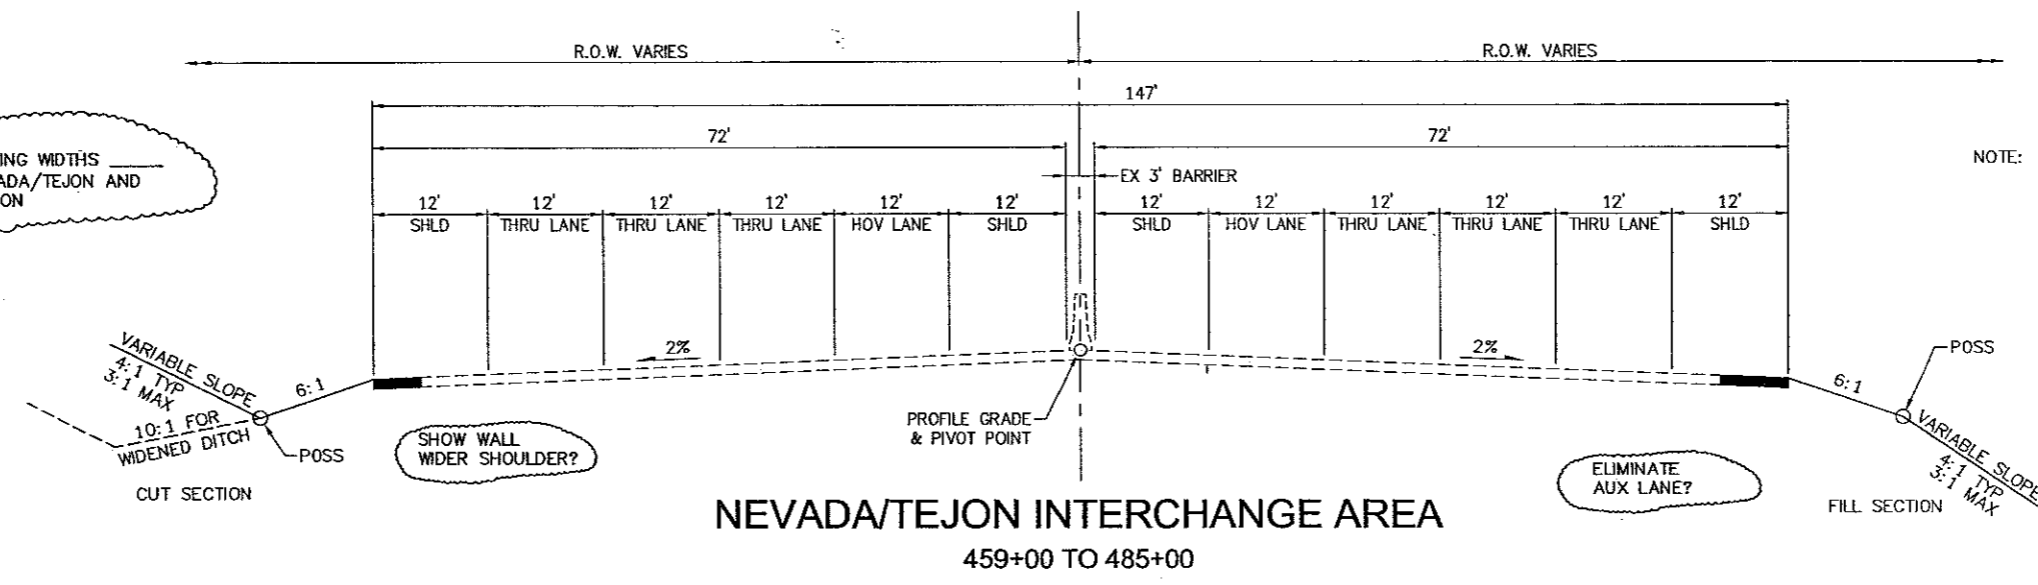 R.O.W. VARIES
R.O.W. VARIES
147'
72'
72'
ING WIDTHS
ADA/TEJON AND
ON
NOTE:
EX 3' BARRIER
12'
12'
12'
12'
12'
12'
12'
12'
12'
12'
12'
12'
SHLD
THRU LANE
THRU LANE
THRU LANE
HOV LANE
SHLD
SHLD
HOV LANE
THRU LANE
THRU LANE
THRU LANE
SHLD
2%
2%
VARIABLE SLOPE
4:1 TYP
3:1 MAX
6:1
10:1 FOR
WIDENED DITCH
POSS
CUT SECTION
SHOW WALL
WIDER SHOULDER?
PROFILE GRADE
& PIVOT POINT
ELIMINATE
AUX LANE?
6:1
POSS
VARIABLE SLOPE
4:1 TYP
3:1 MAX
FILL SECTION
NEVADA/TEJON INTERCHANGE AREA
459+00 TO 485+00